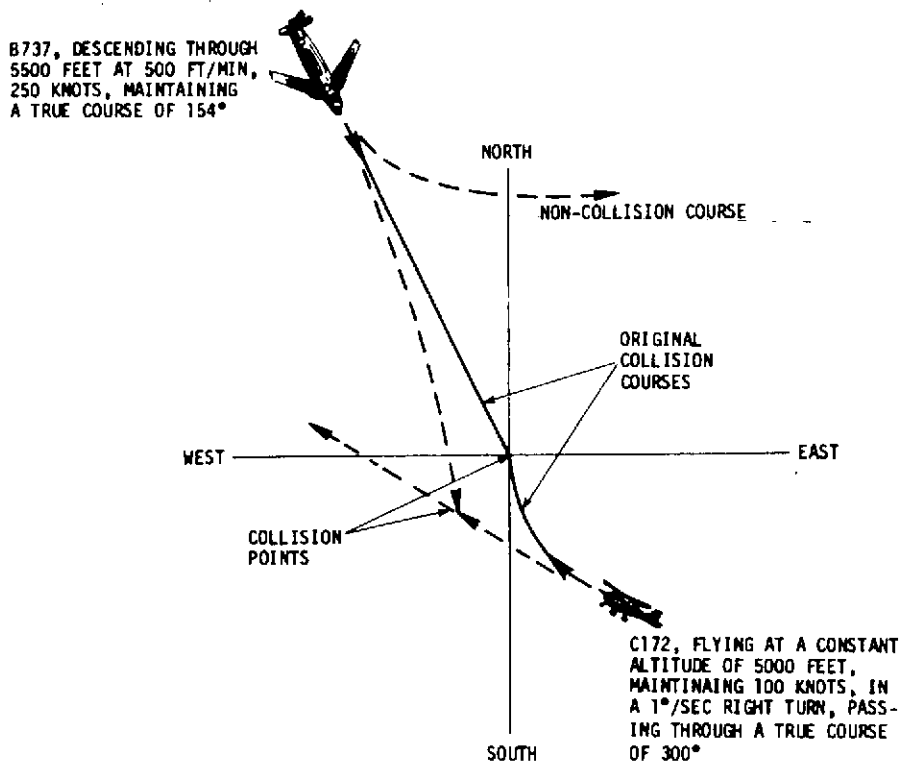 B737, DESCENDING THROUGH
5500 FEET AT 500 FT/MIN,
250 KNOTS, MAINTAINING
A TRUE COURSE OF 154°
NORTH
NON-COLLISION COURSE
ORIGINAL
COLLISION
COURSES
WEST
EAST
COLLISION
POINTS
C172, FLYING AT A CONSTANT
ALTITUDE OF 5000 FEET,
MAINTINAING 100 KNOTS, IN
A 1°/SEC RIGHT TURN, PASS-
ING THROUGH A TRUE COURSE
OF 300°
SOUTH